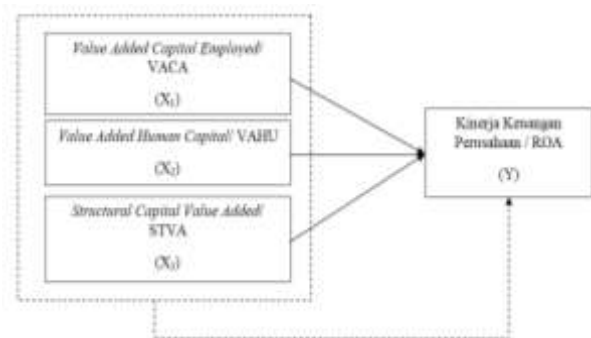 Value Added Capital Employed/
VACA
(X₁)
Value Added Human Capital/ VAHU
(X₂)
Structural Capital Value Added/
STVA
(X₃)
Kinerja Keuangan
Perusahaan / ROA
(Y)